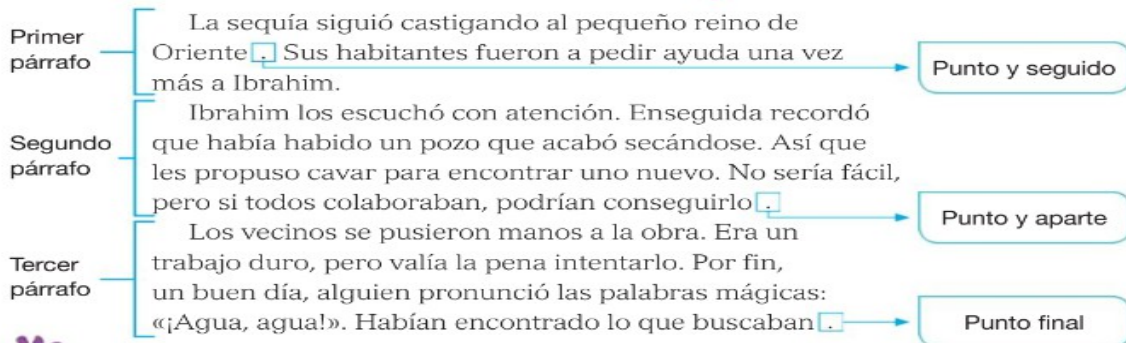 Primer
párrafo
La sequía siguió castigando al pequeño reino de
Oriente. Sus habitantes fueron a pedir ayuda una vez
más a Ibrahim.
Punto y seguido
Segundo
párrafo
Ibrahim los escuchó con atención. Enseguida recordó
que había habido un pozo que acabó secándose. Así que
les propuso cavar para encontrar uno nuevo. No sería fácil,
pero si todos colaboraban, podrían conseguirlo.
Punto y aparte
Tercer
párrafo
Los vecinos se pusieron manos a la obra. Era un
trabajo duro, pero valía la pena intentarlo. Por fin,
un buen día, alguien pronunció las palabras mágicas:
«¡Agua, agua!». Habían encontrado lo que buscaban.
Punto final